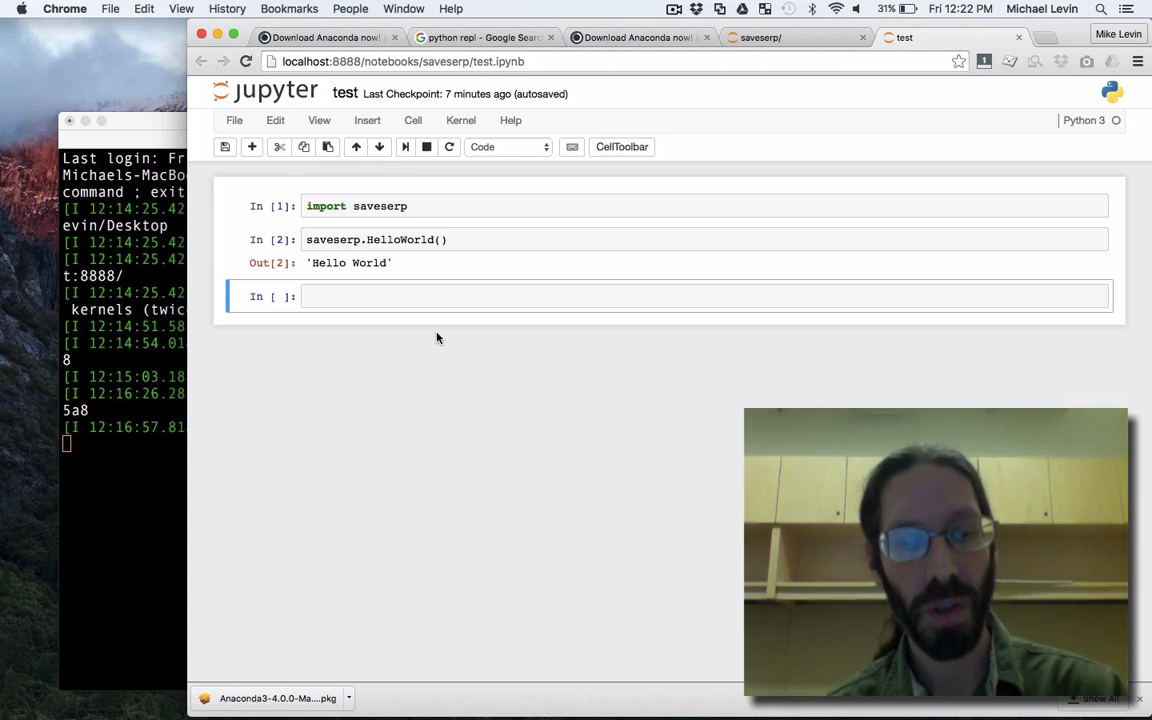 Chrome File Edit View History Bookmarks People Window Help 31% Fri 12:22 PM Michael Levin
Download Anaconda now! python repl - Google Sear Download Anaconda now! saveserp/ test Mike Levin
localhost:8888/notebooks/saveserp/test.ipynb 1
jupyter test Last Checkpoint: 7 minutes ago (autosaved)
File Edit View Insert Cell Kernel Help Python 3
Code CellToolbar
In [1]: import saveserp
In [2]: saveserp.HelloWorld()
Out[2]: 'Hello World'
In [ ]:
Last login: Fr
Michaels-MacBo
command ; exit
[I 12:14:25.42
evin/Desktop
[I 12:14:25.42
[I 12:14:25.42
t:8888/
[I 12:14:25.42
kernels (twic
[I 12:14:51.58
[I 12:14:54.01
8
[I 12:15:03.18
[I 12:16:26.28
5a8
[I 12:16:57.81
Anaconda3-4.0.0-Ma....pkg Show All